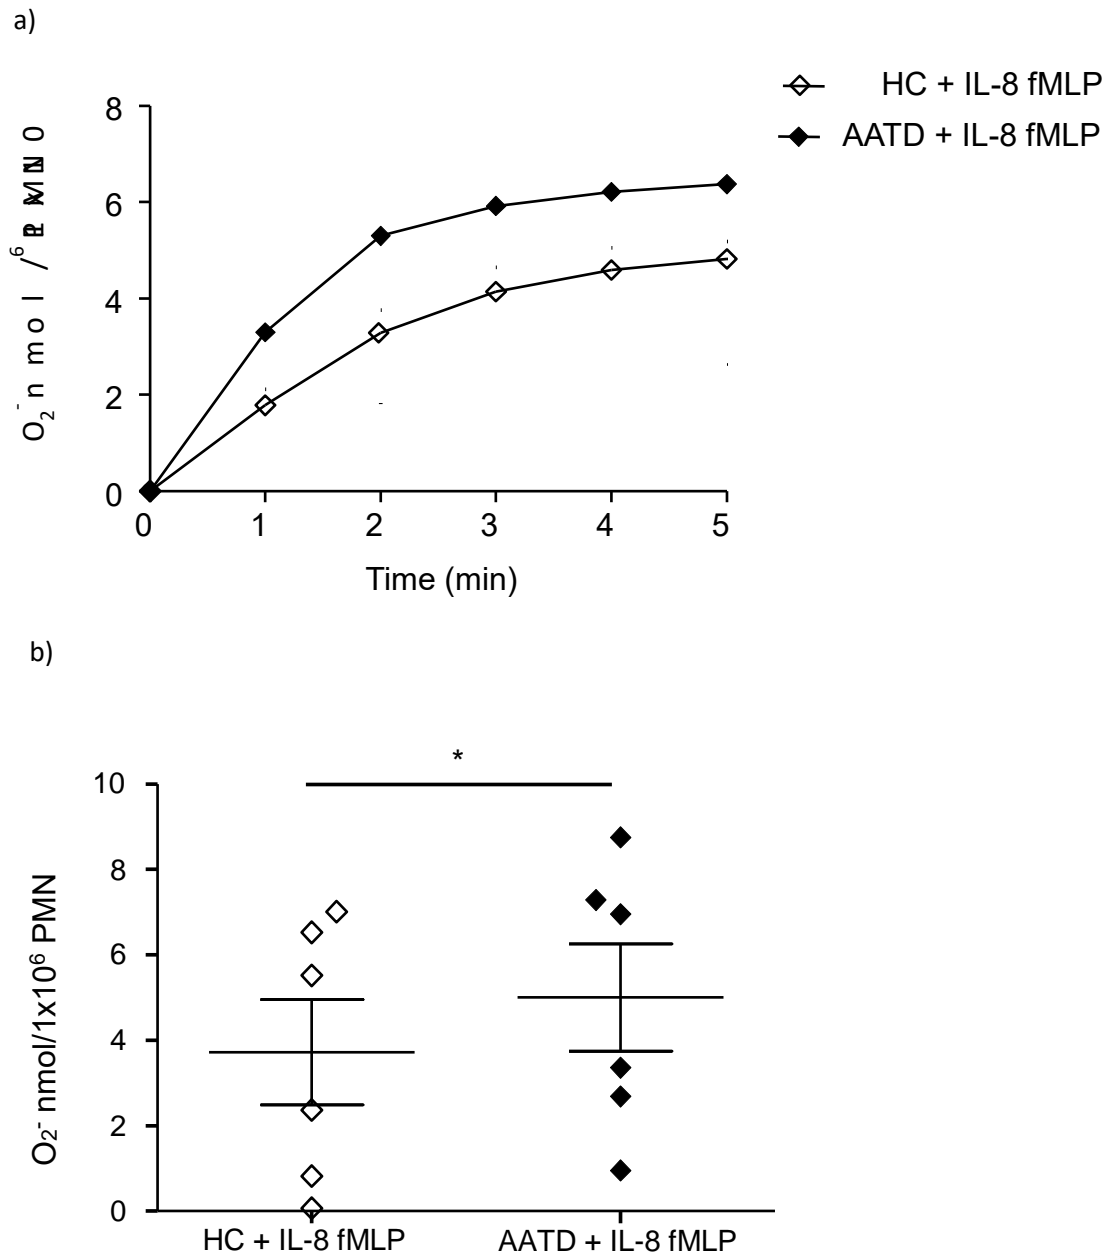 a)
HC + IL-8 fMLP
AATD + IL-8 fMLP
8
6
4
2
0
O₂⁻ nmol /
0 1 2 3 4 5
Time (min)
b)
*
10
8
6
4
2
0
O₂⁻ nmol/1x10⁶ PMN
HC + IL-8 fMLP AATD + IL-8 fMLP